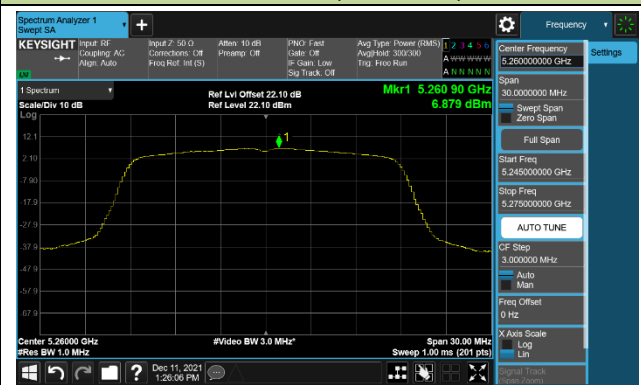 Spectrum Analyzer 1
Swept SA
Frequency
KEYSIGHT
Input: RF
Coupling: AC
Align: Auto
Input Z: 50 Ω
Corrections: Off
Freq Ref: Int (S)
Atten: 10 dB
Preamp: Off
PNO: Fast
Gate: Off
IF Gain: Low
Sig Track: Off
Avg Type: Power (RMS)
Avg|Hold: 300/300
Trig: Free Run
1 2 3 4 5 6
A W W W W W
A N N N N N
LXI
Center Frequency
5.260000000 GHz
Settings
Span
30.0000000 MHz
Swept Span
Zero Span
Full Span
Start Freq
5.245000000 GHz
Stop Freq
5.275000000 GHz
AUTO TUNE
CF Step
3.000000 MHz
Auto
Man
Freq Offset
0 Hz
X Axis Scale
Log
Lin
Signal Track
(Span Zoom)
1 Spectrum
Scale/Div 10 dB
Log
Ref Lvl Offset 22.10 dB
Ref Level 22.10 dBm
Mkr1 5.260 90 GHz
6.879 dBm
1
12.1
2.10
-7.90
-17.9
-27.9
-37.9
-47.9
-57.9
-67.9
Center 5.26000 GHz
#Res BW 1.0 MHz
#Video BW 3.0 MHz*
Span 30.00 MHz
Sweep 1.00 ms (201 pts)
?
Dec 11, 2021
1:26:06 PM